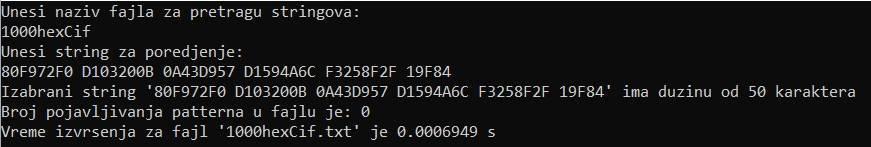 Unesi naziv fajla za pretragu stringova:
1000hexCif
Unesi string za poredjenje:
80F972F0 D103200B 0A43D957 D1594A6C F3258F2F 19F84
Izabrani string '80F972F0 D103200B 0A43D957 D1594A6C F3258F2F 19F84' ima duzinu od 50 karaktera
Broj pojavljivanja patterna u fajlu je: 0
Vreme izvrsenja za fajl '1000hexCif.txt' je 0.0006949 s